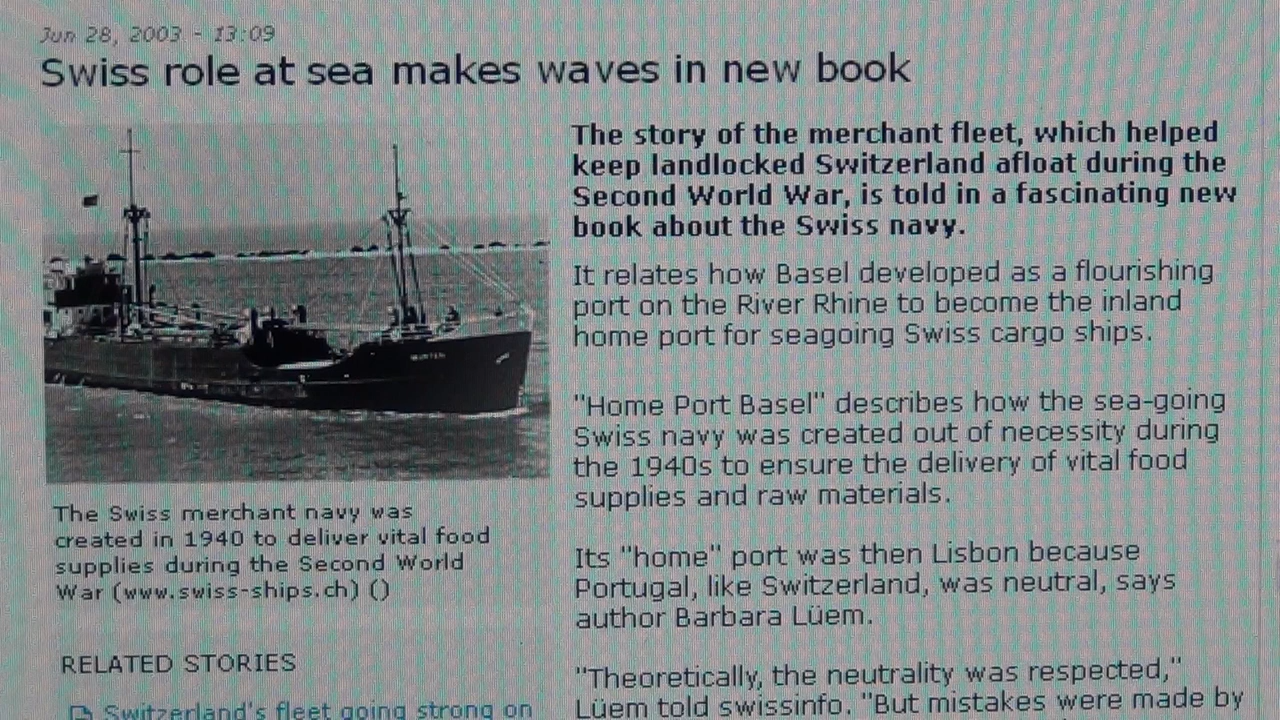 Jun 28, 2003 - 13:09
Swiss role at sea makes waves in new book
The story of the merchant fleet, which helped
keep landlocked Switzerland afloat during the
Second World War, is told in a fascinating new
book about the Swiss navy.
It relates how Basel developed as a flourishing
port on the River Rhine to become the inland
home port for seagoing Swiss cargo ships.
"Home Port Basel" describes how the sea-going
Swiss navy was created out of necessity during
the 1940s to ensure the delivery of vital food
supplies and raw materials.
Its "home" port was then Lisbon because
Portugal, like Switzerland, was neutral, says
author Barbara Lüem.
"Theoretically, the neutrality was respected,"
Lüem told swissinfo. "But mistakes were made by
The Swiss merchant navy was
created in 1940 to deliver vital food
supplies during the Second World
War (www.swiss-ships.ch) ()
RELATED STORIES
Switzerland's fleet going strong on